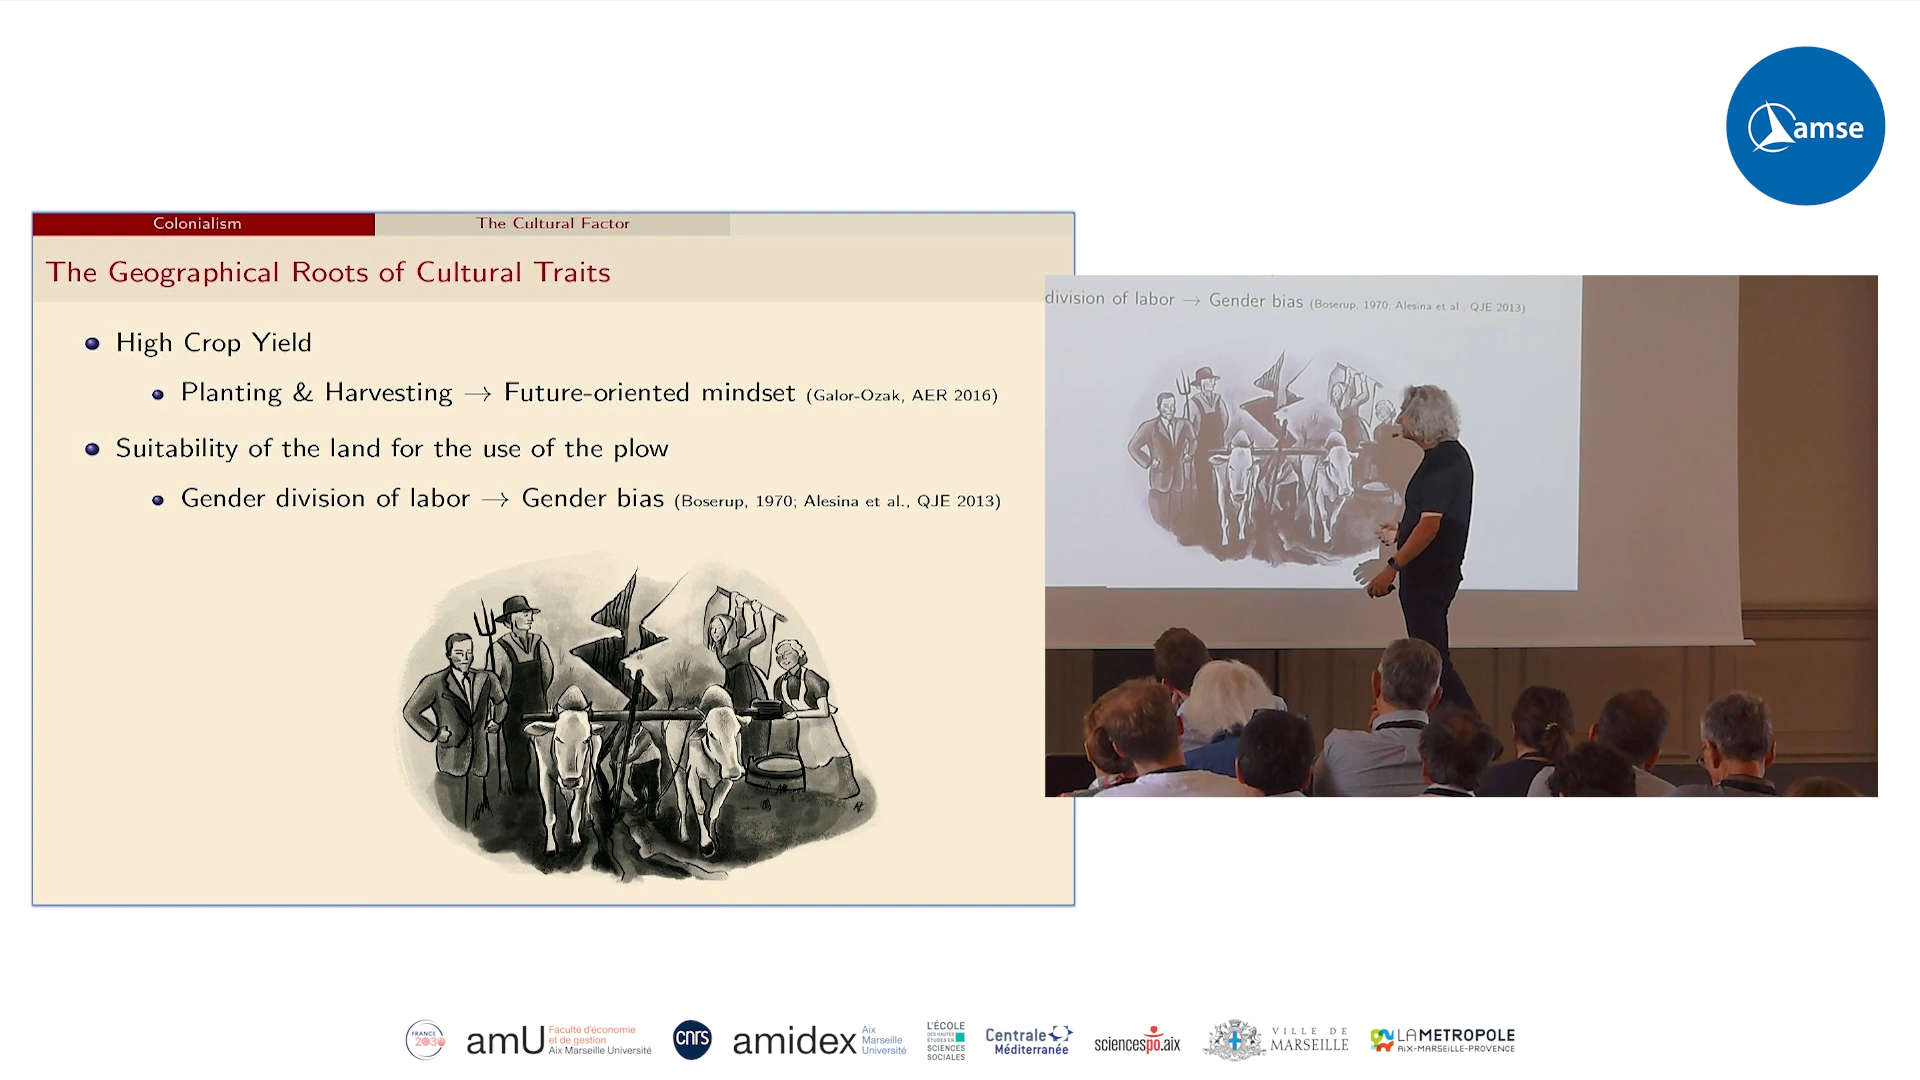 amse
Colonialism
The Cultural Factor
The Geographical Roots of Cultural Traits
High Crop Yield
Planting & Harvesting → Future-oriented mindset (Galor-Ozak, AER 2016)
Suitability of the land for the use of the plow
Gender division of labor → Gender bias (Boserup, 1970; Alesina et al., QJE 2013)
division of labor → Gender bias (Boserup, 1970, Alesina et al., QJE 2013)
FRANCE
2030
amU
Faculté d'économie
et de gestion
Aix Marseille Université
cnrs
amidex
Aix
Marseille
Université
L'ÉCOLE
DES HAUTES
ÉTUDES EN
SCIENCES
SOCIALES
Centrale
Méditerranée
sciencespo.aix
VILLE DE
MARSEILLE
LAMETROPOLE
AIX-MARSEILLE-PROVENCE